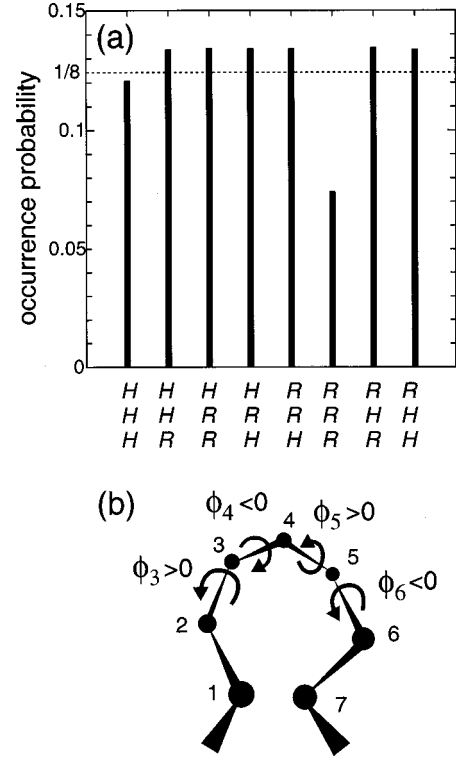 (a)
0.15
1/8
0.1
0.05
0
occurrence probability
H H H H R R R R
H H R R R R H H
H R R H H R R H
(b)
ϕ4<0
4
ϕ5>0
3
5
ϕ3>0
ϕ6<0
2
6
1
7